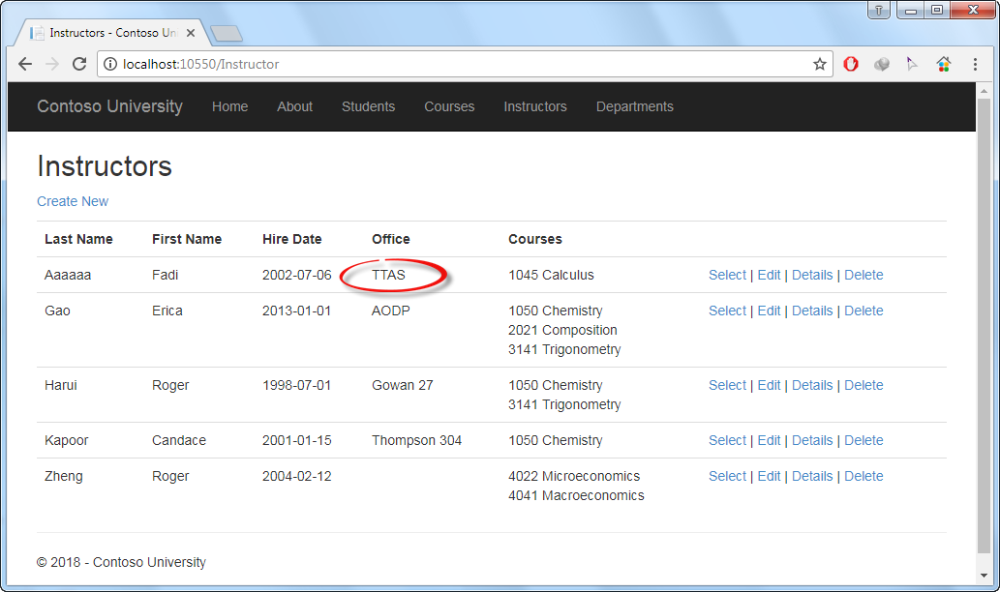 Instructors - Contoso Un
localhost:10550/Instructor
Contoso University Home About Students Courses Instructors Departments
Instructors
Create New
Last Name First Name Hire Date Office Courses
Aaaaaa Fadi 2002-07-06 TTAS 1045 Calculus Select | Edit | Details | Delete
Gao Erica 2013-01-01 AODP 1050 Chemistry Select | Edit | Details | Delete
2021 Composition
3141 Trigonometry
Harui Roger 1998-07-01 Gowan 27 1050 Chemistry Select | Edit | Details | Delete
3141 Trigonometry
Kapoor Candace 2001-01-15 Thompson 304 1050 Chemistry Select | Edit | Details | Delete
Zheng Roger 2004-02-12 4022 Microeconomics Select | Edit | Details | Delete
4041 Macroeconomics
© 2018 - Contoso University